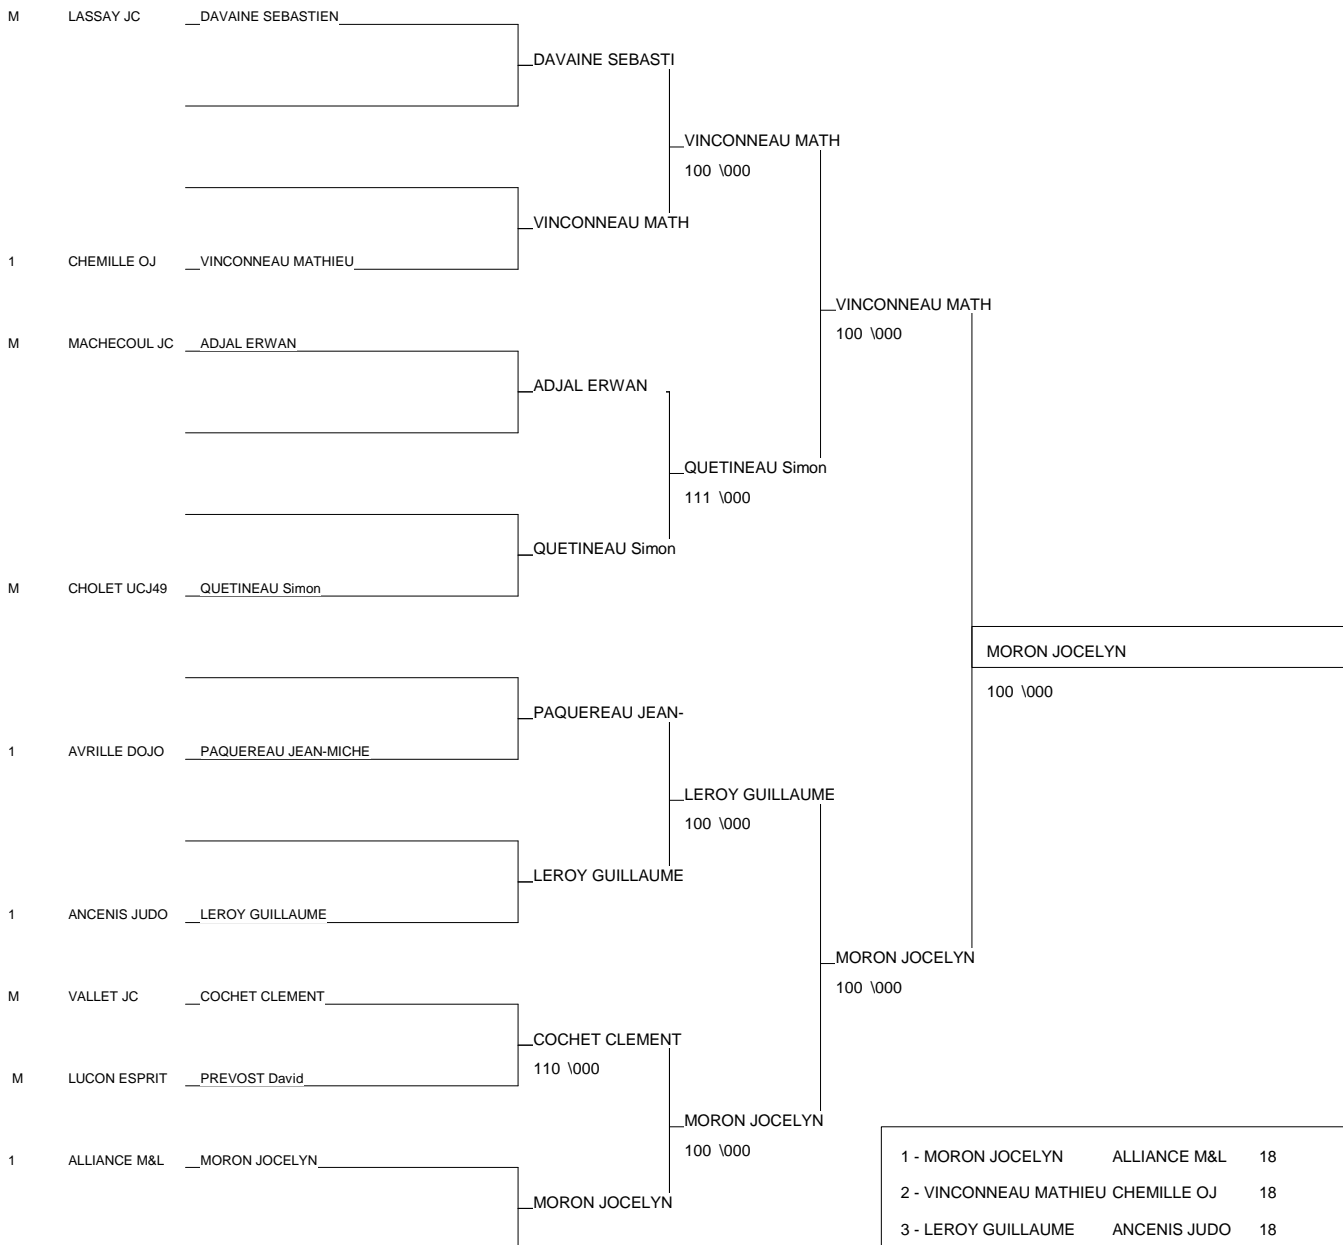 M LASSAY JC DAVAINE SEBASTIEN
DAVAINE SEBASTI
VINCONNEAU MATH
100 \000
VINCONNEAU MATH
1 CHEMILLE OJ VINCONNEAU MATHIEU
VINCONNEAU MATH
100 \000
M MACHECOUL JC ADJAL ERWAN
ADJAL ERWAN
QUETINEAU Simon
111 \000
QUETINEAU Simon
M CHOLET UCJ49 QUETINEAU Simon
MORON JOCELYN
100 \000
PAQUEREAU JEAN-
1 AVRILLE DOJO PAQUEREAU JEAN-MICHE
LEROY GUILLAUME
100 \000
LEROY GUILLAUME
1 ANCENIS JUDO LEROY GUILLAUME
MORON JOCELYN
100 \000
M VALLET JC COCHET CLEMENT
COCHET CLEMENT
110 \000
M LUCON ESPRIT PREVOST David
MORON JOCELYN
100 \000
1 ALLIANCE M&L MORON JOCELYN
MORON JOCELYN
1 - MORON JOCELYN ALLIANCE M&L 18
2 - VINCONNEAU MATHIEU CHEMILLE OJ 18
3 - LEROY GUILLAUME ANCENIS JUDO 18